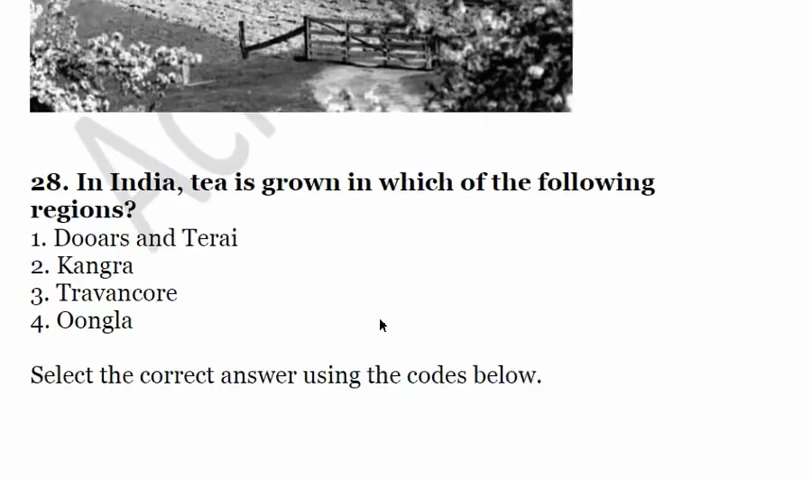 28. In India, tea is grown in which of the following
regions?
1. Dooars and Terai
2. Kangra
3. Travancore
4. Oongla
Select the correct answer using the codes below.